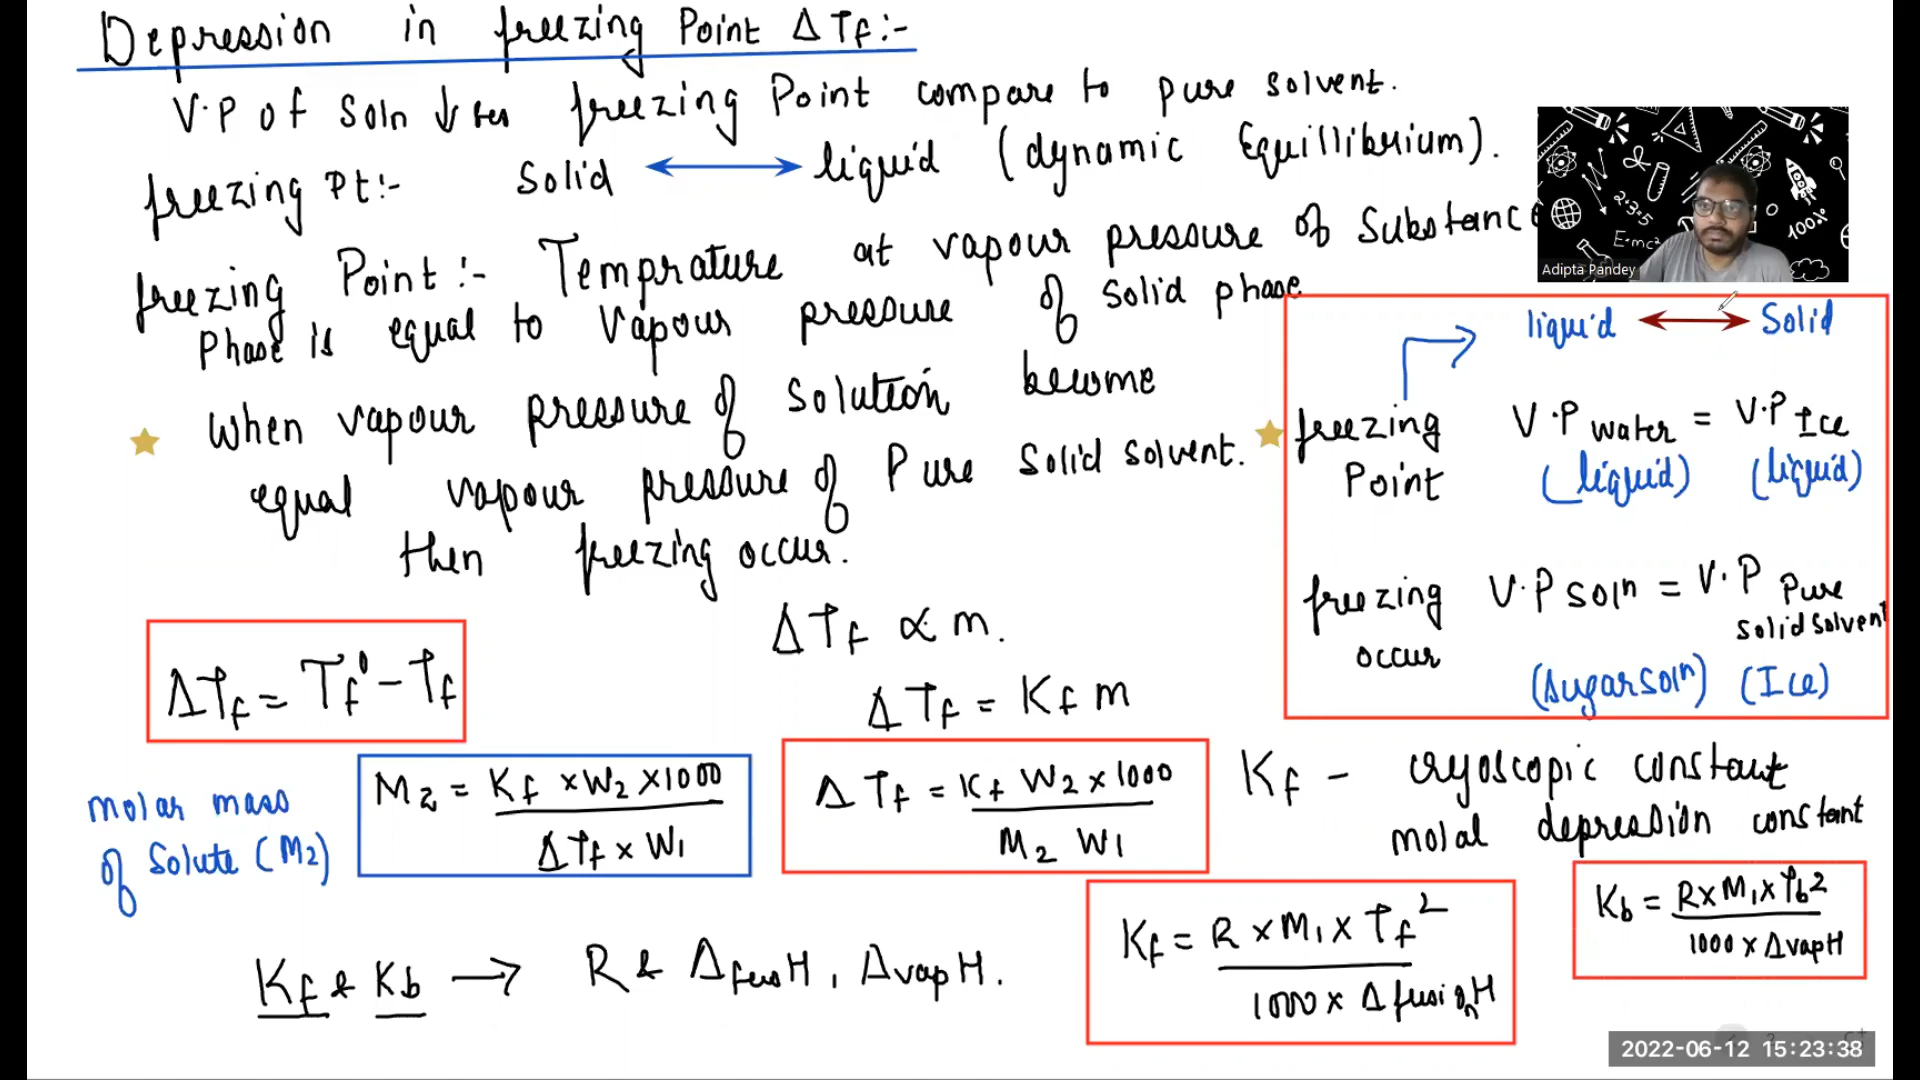 Depression in freezing Point Δ Tf :-
V.P of Soln ↓ses freezing Point compare to pure solvent.
freezing Pt:- Solid ⟷ liquid (dynamic Equillibrium).
freezing Point :- Temprature at vapour pressure of Substance
Phase is equal to Vapour pressure of Solid phase
★ When vapour pressure of Solution become
equal vapour pressure of Pure Solid solvent.
then freezing occur.
Adipta Pandey
liquid ⟷ Solid
★ freezing Point V.P water = V.P Ice
(liquid) (liquid)
freezing occur V.P Soln = V.P Pure solid solvent
(sugar soln) (Ice)
Δ Tf ∝ m.
ΔTf = Tf° - Tf
Δ Tf = Kf m
molar mass of Solute (M2)
M2 = Kf × W2 × 1000 / ΔTf × W1
Δ Tf = Kf W2 × 1000 / M2 W1
Kf - cryoscopic constant
molal depression constant
Kf & Kb → R & ΔfusH, ΔvapH.
Kf = R × M1 × Tf² / 1000 × Δ fusion H
Kb = R × M1 × Tb² / 1000 × ΔvapH
2022-06-12 15:23:38